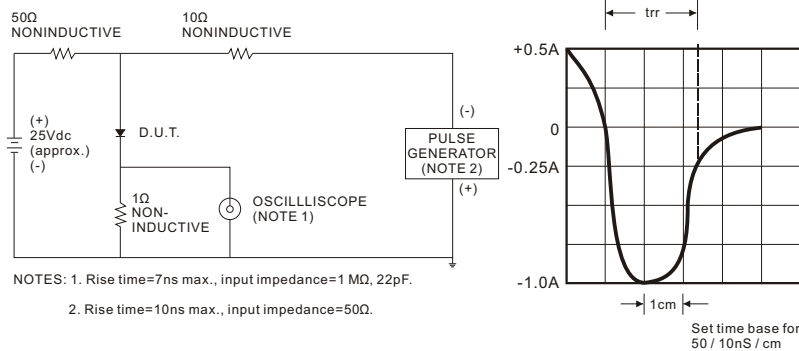 50Ω
NONINDUCTIVE
10Ω
NONINDUCTIVE
(+)
25Vdc
(approx.)
(-)
D.U.T.
1Ω
NON-
INDUCTIVE
OSCILLLISCOPE
(NOTE 1)
(-)
PULSE
GENERATOR
(NOTE 2)
(+)
NOTES: 1. Rise time=7ns max., input impedance=1 MΩ, 22pF.
2. Rise time=10ns max., input impedance=50Ω.
trr
+0.5A
0
-0.25A
-1.0A
1cm
Set time base for
50 / 10nS / cm